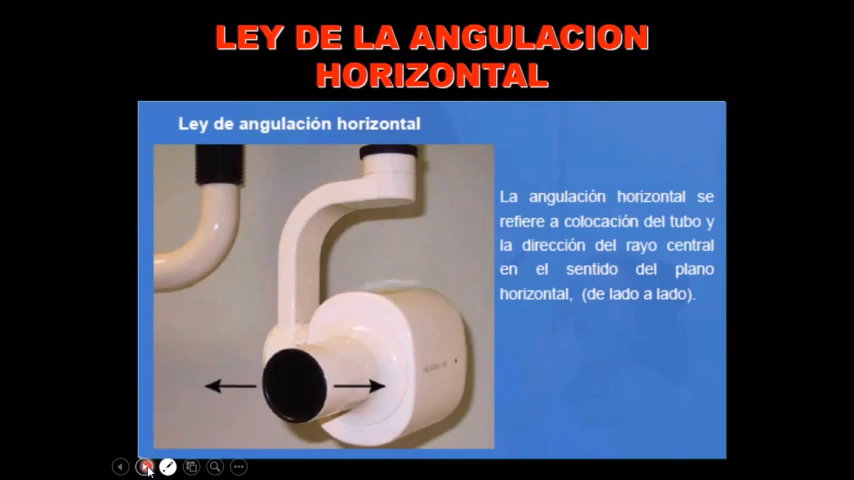 LEY DE LA ANGULACION
HORIZONTAL
Ley de angulación horizontal
La angulación horizontal se
refiere a colocación del tubo y
la dirección del rayo central
en el sentido del plano
horizontal, (de lado a lado).